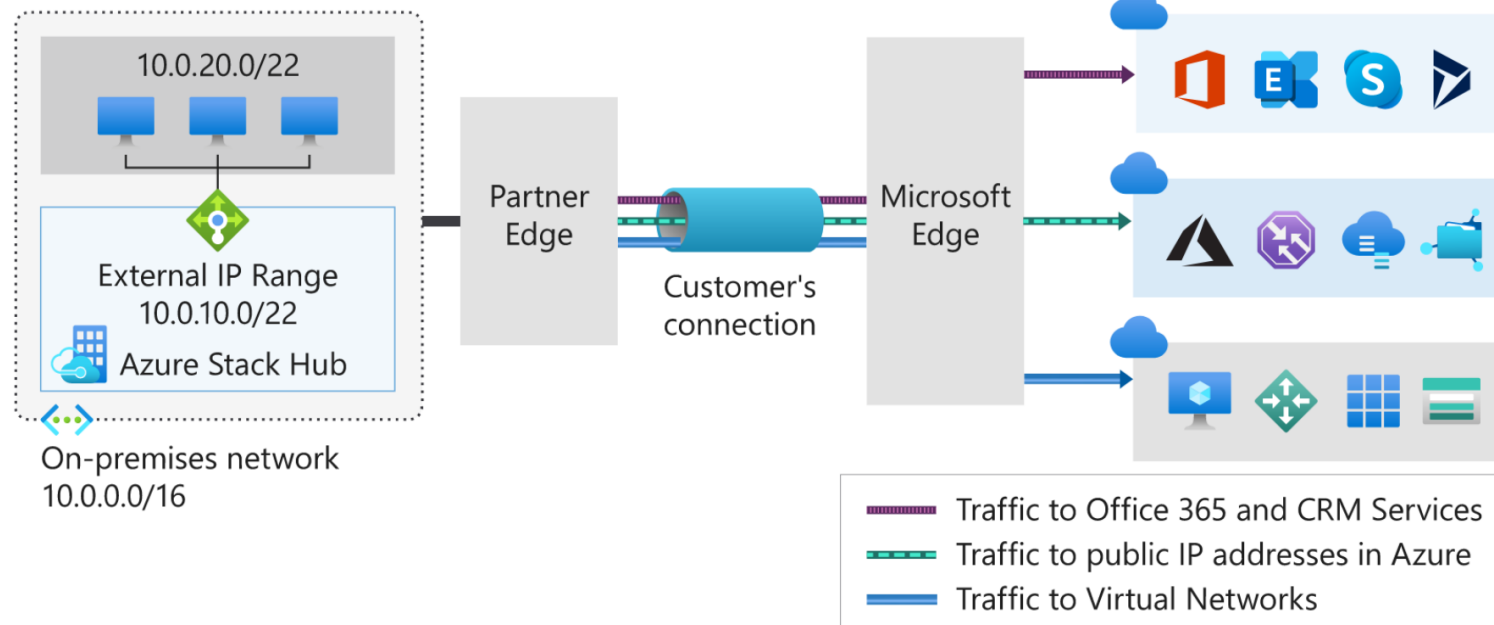 10.0.20.0/22
External IP Range
10.0.10.0/22
Azure Stack Hub
On-premises network
10.0.0.0/16
Partner
Edge
Customer's
connection
Microsoft
Edge
E
S
Traffic to Office 365 and CRM Services
Traffic to public IP addresses in Azure
Traffic to Virtual Networks